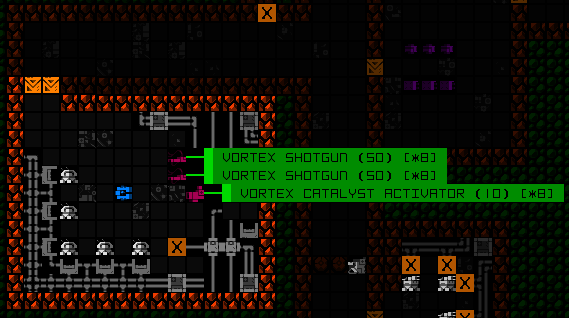 VORTEX SHOTGUN (50) [*8]
VORTEX SHOTGUN (50) [*8]
VORTEX CATALYST ACTIVATOR (10) [*8]